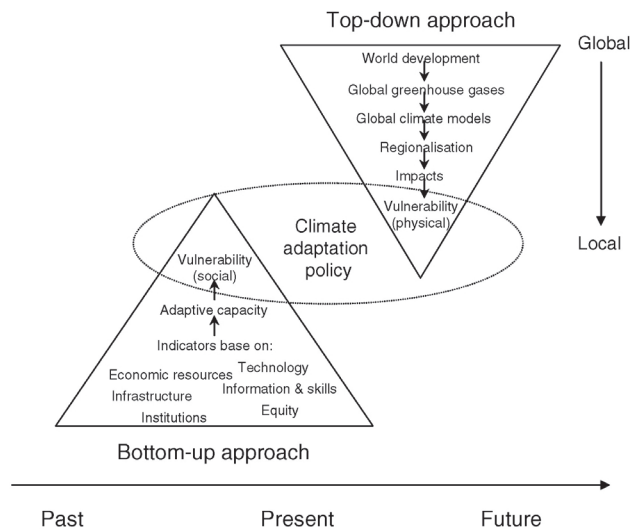 Top-down approach
Global
World development
Global greenhouse gases
Global climate models
Regionalisation
Impacts
Vulnerability
(physical)
Climate
adaptation
policy
Local
Vulnerability
(social)
Adaptive capacity
Indicators base on:
Economic resources
Technology
Infrastructure
Information & skills
Institutions
Equity
Bottom-up approach
Past
Present
Future